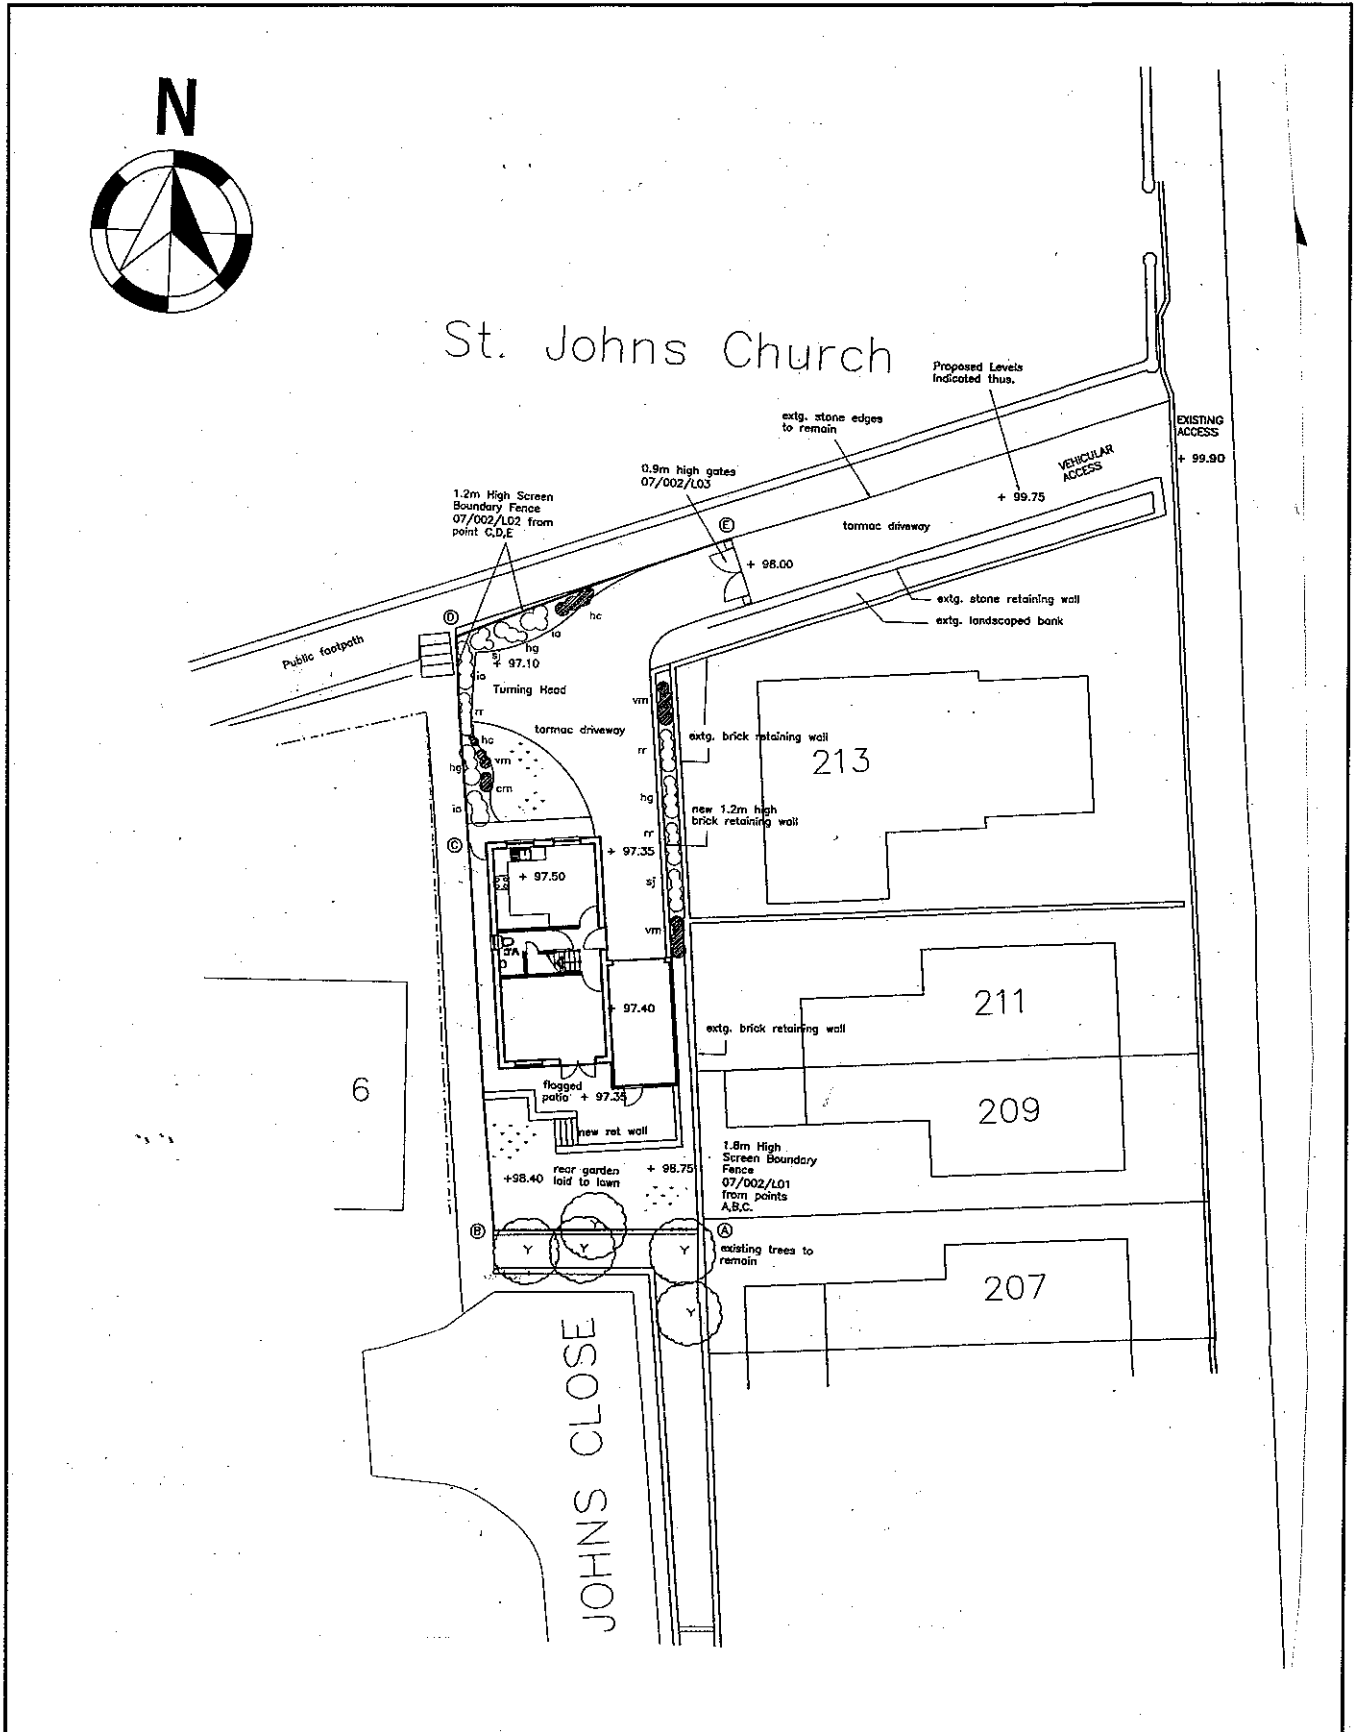 N
St. Johns Church
Proposed Levels
indicated thus.
extg. stone edges
to remain
EXISTING
ACCESS
+ 99.90
VEHICULAR
ACCESS
0.9m high gates
07/002/L03
+ 99.75
1.2m High Screen
Boundary Fence
07/002/L02 from
point C,D,E
E
tarmac driveway
+ 98.00
extg. stone retaining wall
extg. landscaped bank
D
hc
io
hg
sj
+ 97.10
Public footpath
io
Turning Head
rr
vm
tarmac driveway
extg. brick retaining wall
hc
rr
213
vm
hg
cm
hg
io
new 1.2m high
brick retaining wall
rr
C
+ 97.35
+ 97.50
sj
vm
211
+ 97.40
extg. brick retaining wall
6
flagged
patio
+ 97.35
209
new ret wall
1.8m High
Screen Boundary
Fence
07/002/L01
from points
A,B,C.
+98.40
rear garden
laid to lawn
+ 98.75
B
A
Y
Y
Y
Y
Y
existing trees to
remain
207
JOHNS CLOSE